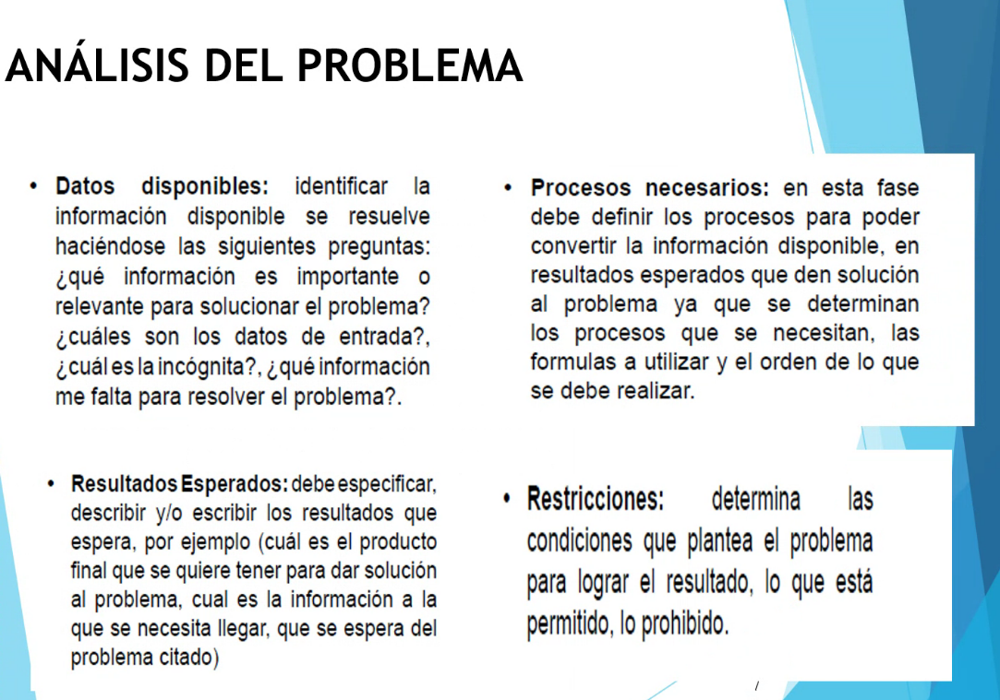 ANÁLISIS DEL PROBLEMA
• Datos disponibles: identificar la
información disponible se resuelve
haciéndose las siguientes preguntas:
¿qué información es importante o
relevante para solucionar el problema?
¿cuáles son los datos de entrada?,
¿cuál es la incógnita?, ¿qué información
me falta para resolver el problema?.
• Procesos necesarios: en esta fase
debe definir los procesos para poder
convertir la información disponible, en
resultados esperados que den solución
al problema ya que se determinan
los procesos que se necesitan, las
formulas a utilizar y el orden de lo que
se debe realizar.
• Resultados Esperados: debe especificar,
describir y/o escribir los resultados que
espera, por ejemplo (cuál es el producto
final que se quiere tener para dar solución
al problema, cual es la información a la
que se necesita llegar, que se espera del
problema citado)
• Restricciones: determina las
condiciones que plantea el problema
para lograr el resultado, lo que está
permitido, lo prohibido.